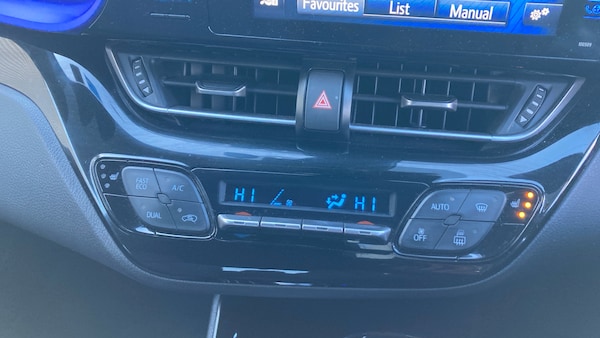 Favourites List Manual
HI HI
FAST ECO A/C
AUTO
DUAL
OFF